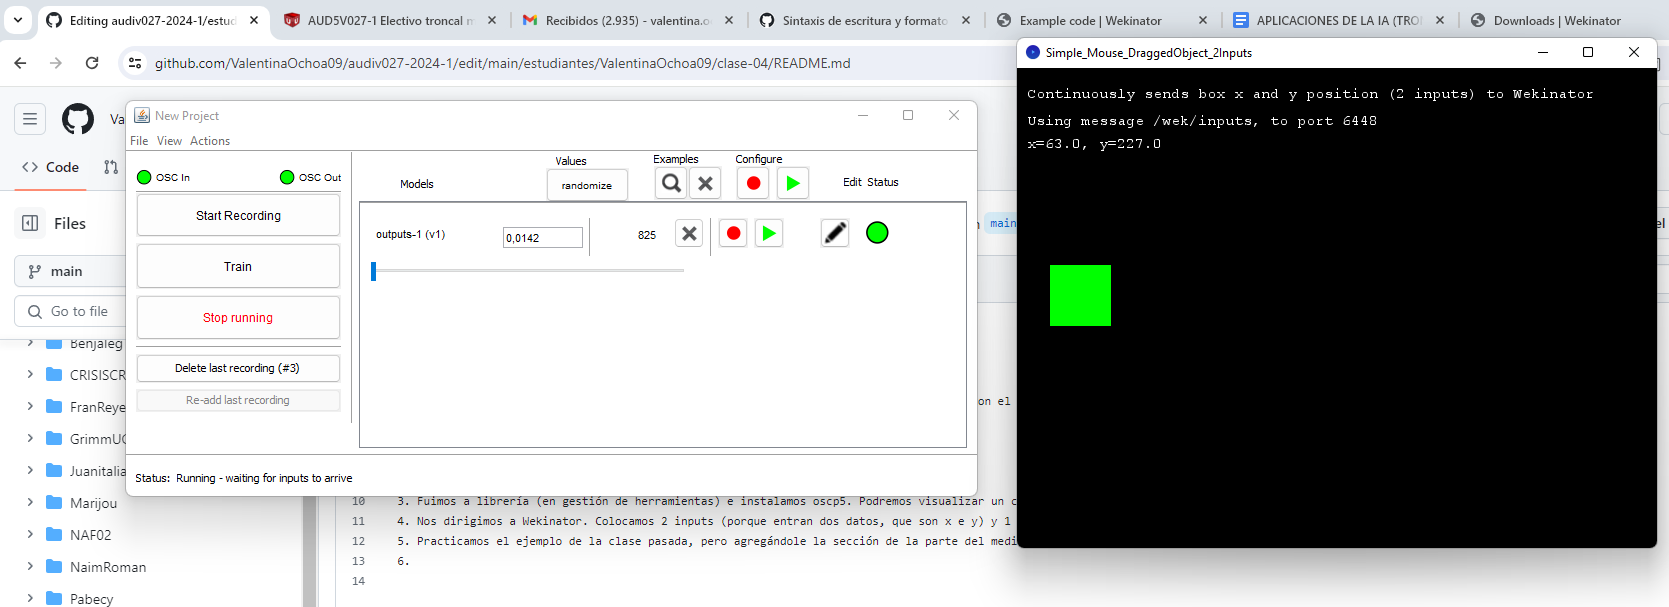 Editing audiv027-2024-1/estud
AUD5V027-1 Electivo troncal m
Recibidos (2.935) - valentina.o
Sintaxis de escritura y formato
Example code | Wekinator
APLICACIONES DE LA IA (TRO
Downloads | Wekinator
github.com/ValentinaOchoa09/audiv027-2024-1/edit/main/estudiantes/ValentinaOchoa09/clase-04/README.md
Va
Code
Files
main
Go to file
Benjaleg
CRISISCR
FranReye
GrimmUC
Juanitalia
Marijou
NAF02
NaimRoman
Pabecy
New Project
File View Actions
OSC In
OSC Out
Start Recording
Train
Stop running
Delete last recording (#3)
Re-add last recording
Models
Values
randomize
Examples
Configure
Edit Status
outputs-1 (v1)
0,0142
825
Status: Running - waiting for inputs to arrive
main
el
on el
10 3. Fuimos a librería (en gestión de herramientas) e instalamos oscp5. Podremos visualizar un c
11 4. Nos dirigimos a Wekinator. Colocamos 2 inputs (porque entran dos datos, que son x e y) y 1
12 5. Practicamos el ejemplo de la clase pasada, pero agregándole la sección de la parte del medi
13 6.
14
Simple_Mouse_DraggedObject_2Inputs
Continuously sends box x and y position (2 inputs) to Wekinator
Using message /wek/inputs, to port 6448
x=63.0, y=227.0